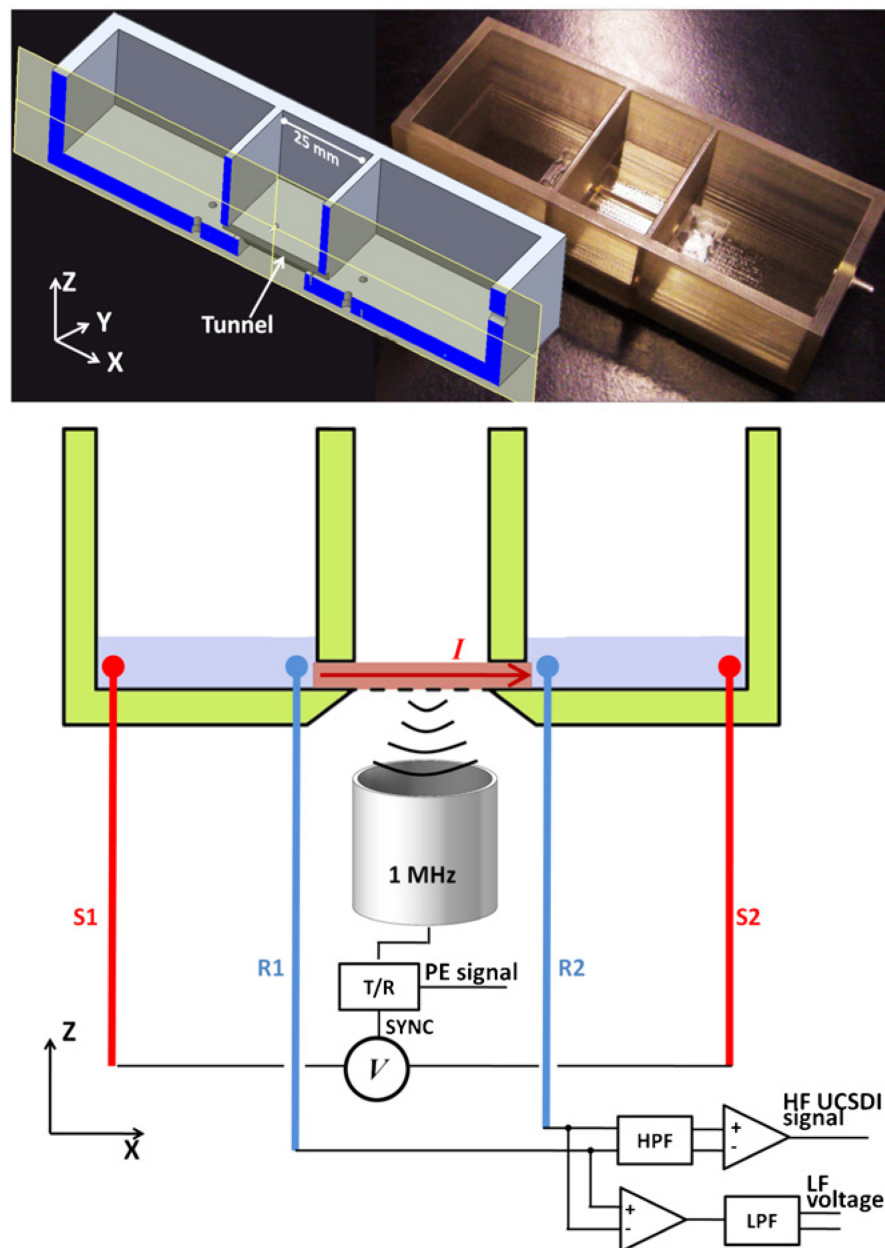 25 mm
Tunnel
Z
Y
X
I
1 MHz
S1
S2
R1
R2
T/R
PE signal
SYNC
V
Z
X
HPF
+
-
HF UCSDI
signal
+
-
LPF
LF
voltage